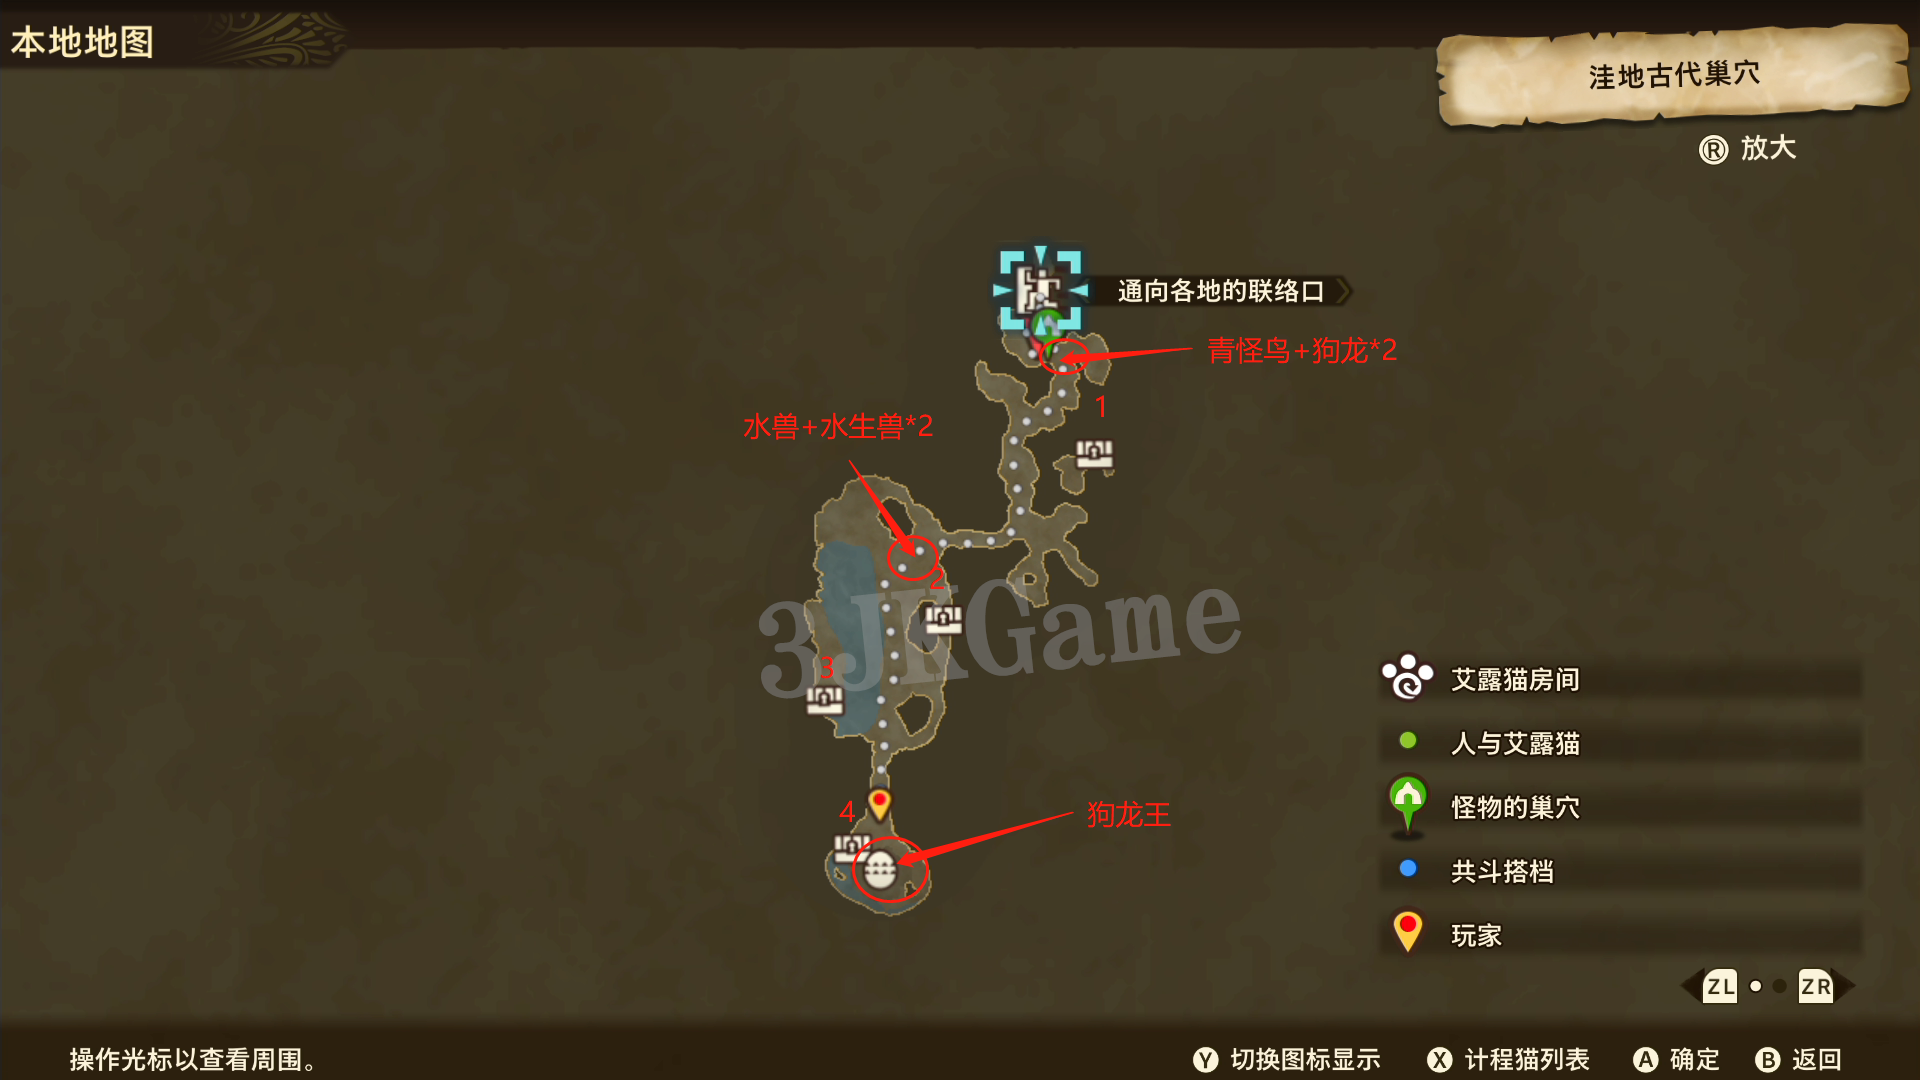 本地地图
洼地古代巢穴
R 放大
通向各地的联络口
青怪鸟+狗龙*2
1
水兽+水生兽*2
2
3JKGame
3
艾露猫房间
人与艾露猫
4
怪物的巢穴
狗龙王
共斗搭档
玩家
ZL ZR
操作光标以查看周围。
Y 切换图标显示 X 计程猫列表 A 确定 B 返回